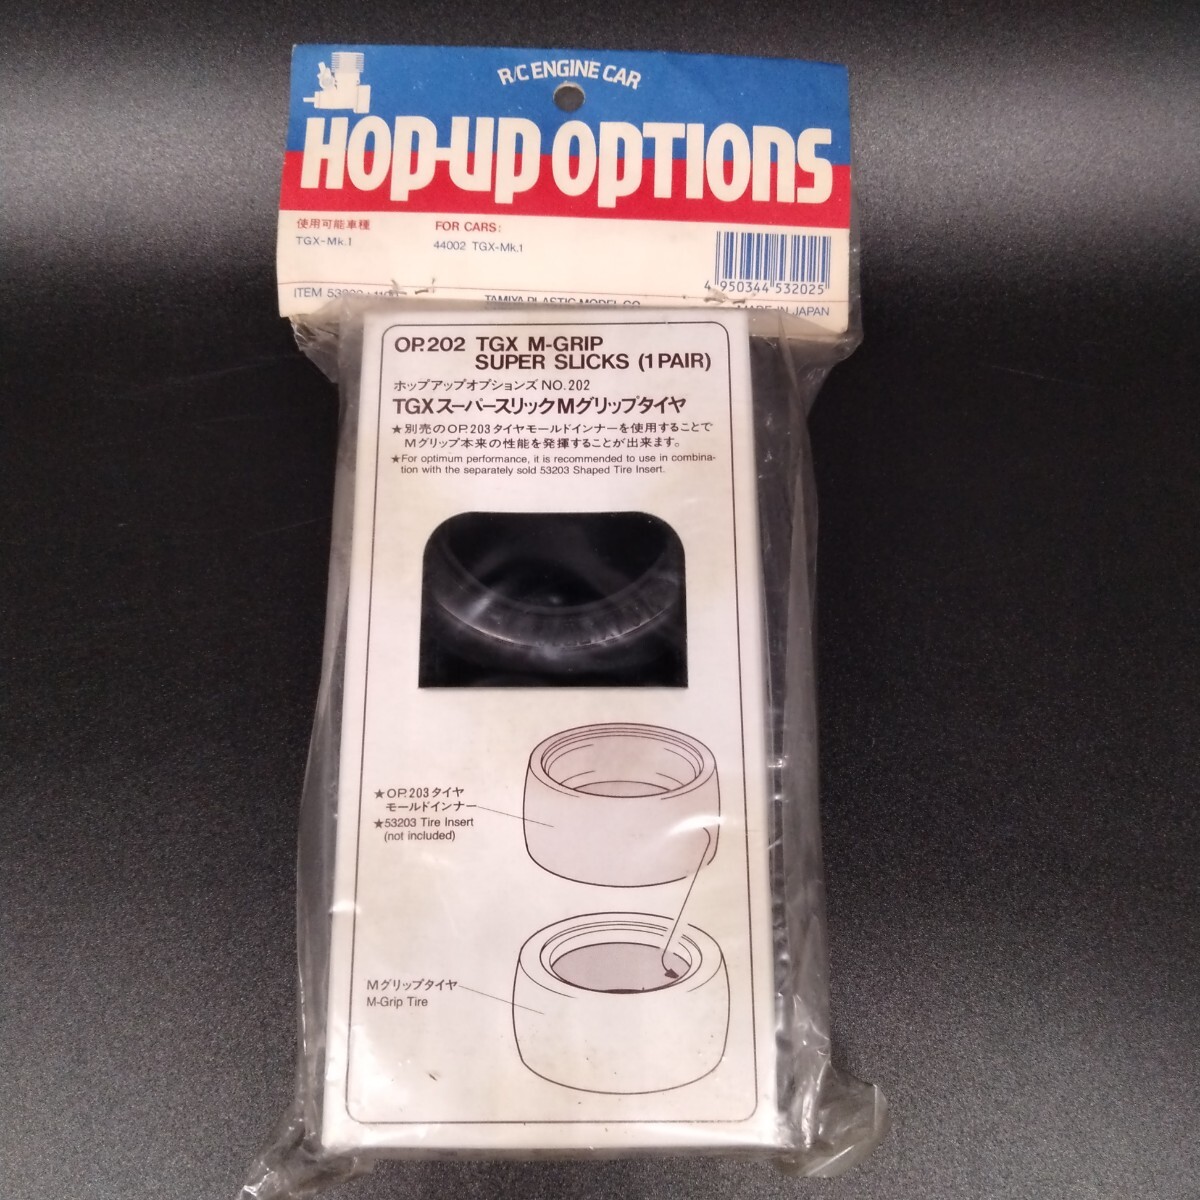 R/C ENGINE CAR
HOP-UP OPTIONS
使用可能車種
TGX-Mk.1
FOR CARS:
44002 TGX-Mk.1
4 950344 532025
ITEM
TAMIYA PLASTIC MODEL CO.
MADE IN JAPAN
OP.202 TGX M-GRIP
SUPER SLICKS (1 PAIR)
ホップアップオプションズ NO.202
TGXスーパースリックMグリップタイヤ
★別売のOP.203タイヤモールドインナーを使用することで
Mグリップ本来の性能を発揮することが出来ます。
★For optimum performance, it is recommended to use in combina-
tion with the separately sold 53203 Shaped Tire Insert.
★OP.203タイヤ
モールドインナー
★53203 Tire Insert
(not included)
Mグリップタイヤ
M-Grip Tire